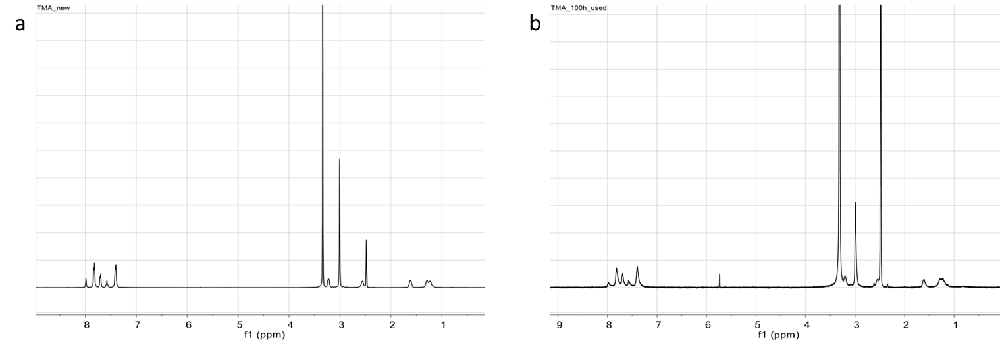 a
TMA_new
8 7 6 5 4 3 2 1
f1 (ppm)
b
TMA_100h_used
9 8 7 6 5 4 3 2 1
f1 (ppm)